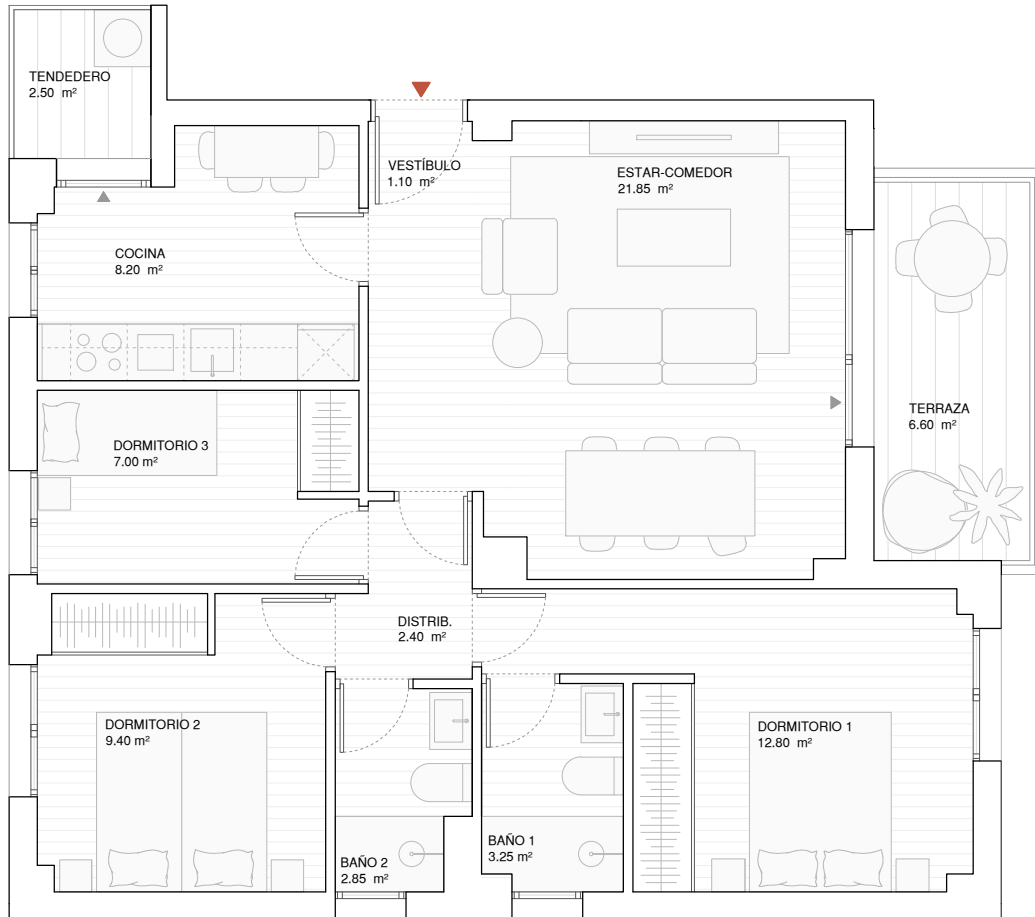 TENDEDERO
2.50 m²
VESTÍBULO
1.10 m²
ESTAR-COMEDOR
21.85 m²
COCINA
8.20 m²
TERRAZA
6.60 m²
DORMITORIO 3
7.00 m²
DISTRIB.
2.40 m²
DORMITORIO 2
9.40 m²
DORMITORIO 1
12.80 m²
BAÑO 2
2.85 m²
BAÑO 1
3.25 m²